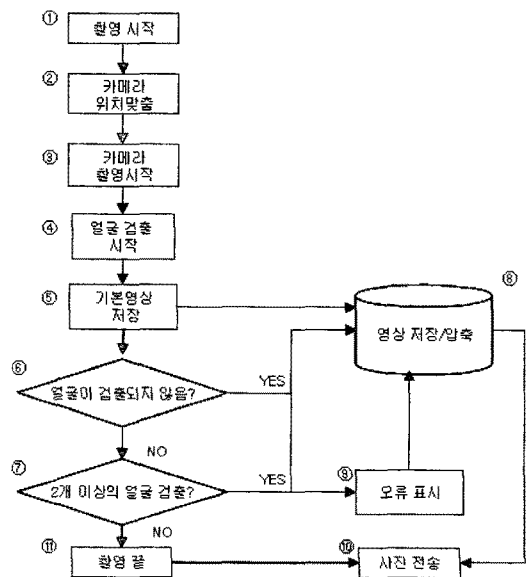 ①
촬영 시작
②
카메라
위치맞춤
③
카메라
촬영시작
④
얼굴 검출
시작
⑤
기본영상
저장
⑧
영상 저장/압축
⑥
얼굴이 검출되지 않음?
YES
NO
⑦
2개 이상의 얼굴 검출?
YES
⑨
오류 표시
NO
⑪
촬영 끝
⑩
사진 전송